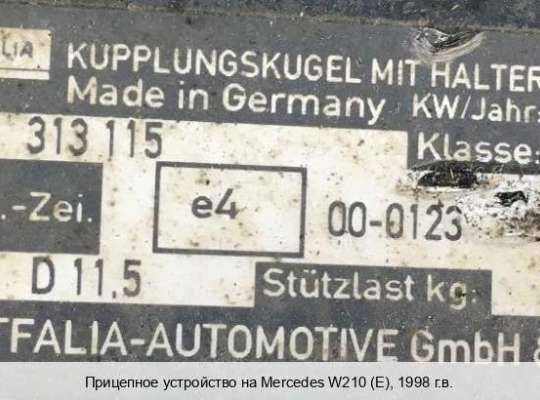 LIA
KUPPLUNGSKUGEL MIT HALTER
Made in Germany KW/Jahr:
313 115 Klasse:
.-Zei. e4 00-0123
D 11,5 Stützlast kg:
TFALIA-AUTOMOTIVE GmbH &
Прицепное устройство на Mercedes W210 (E), 1998 г.в.